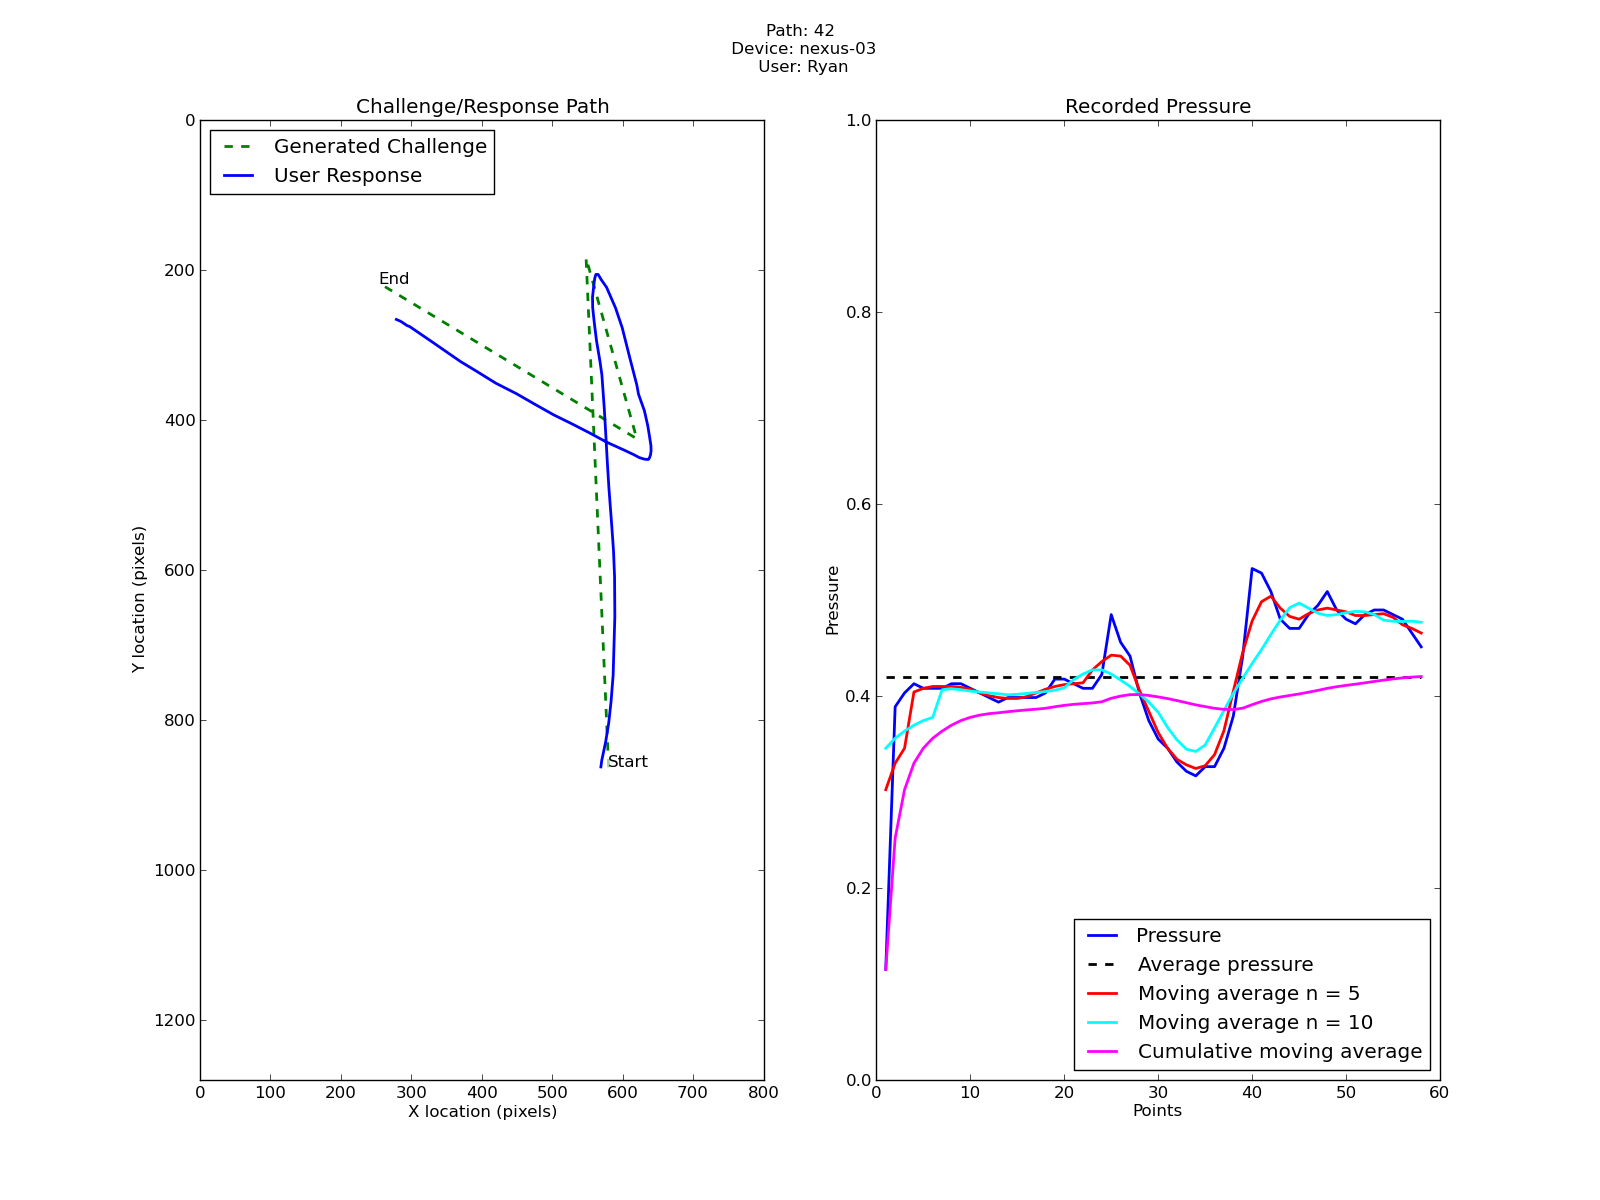 Path: 42
Device: nexus-03
User: Ryan
Challenge/Response Path
Generated Challenge
User Response
End
Start
0
200
400
600
800
1000
1200
Y location (pixels)
0 100 200 300 400 500 600 700 800
X location (pixels)
Recorded Pressure
1.0
0.8
0.6
0.4
0.2
0.0
Pressure
Pressure
Average pressure
Moving average n = 5
Moving average n = 10
Cumulative moving average
0 10 20 30 40 50 60
Points